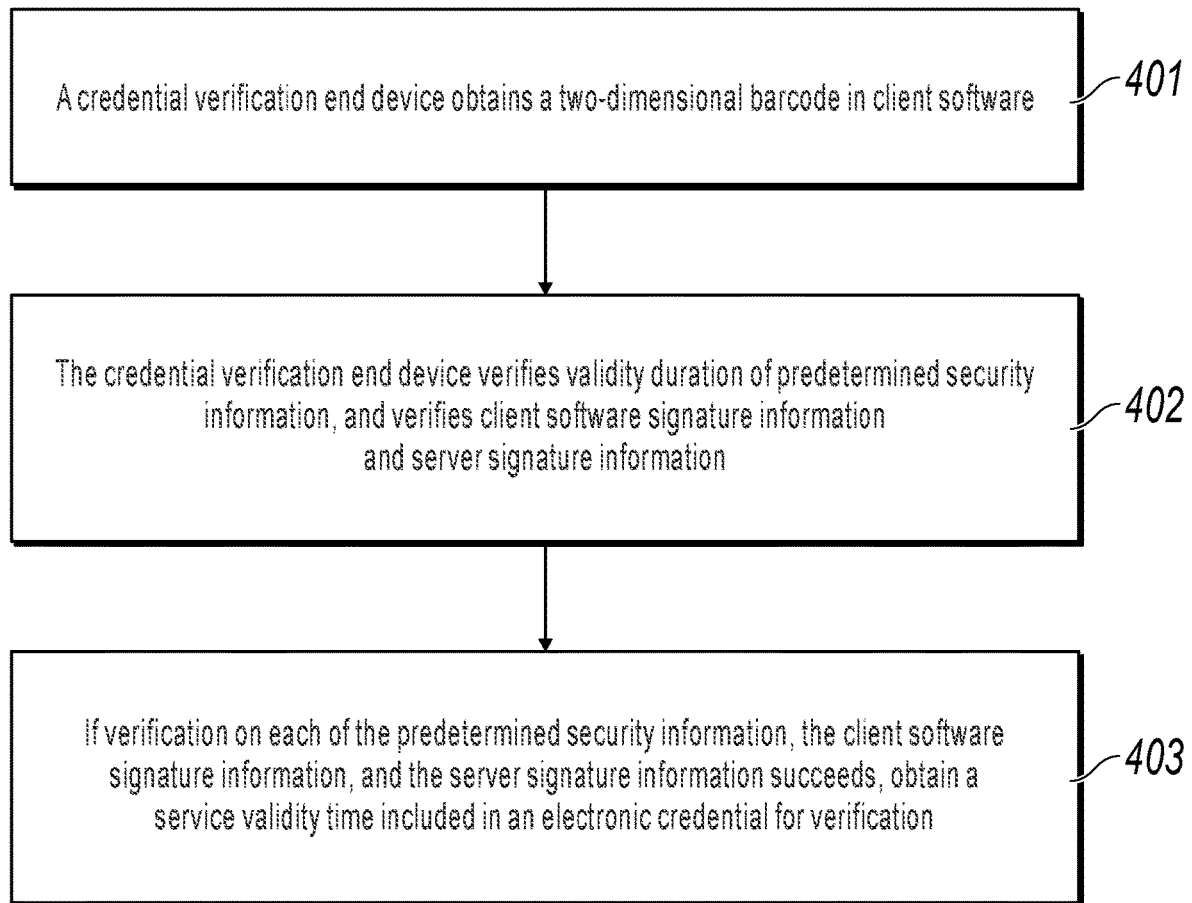 A credential verification end device obtains a two-dimensional barcode in client software
401
The credential verification end device verifies validity duration of predetermined security
information, and verifies client software signature information
and server signature information
402
If verification on each of the predetermined security information, the client software
signature information, and the server signature information succeeds, obtain a
service validity time included in an electronic credential for verification
403